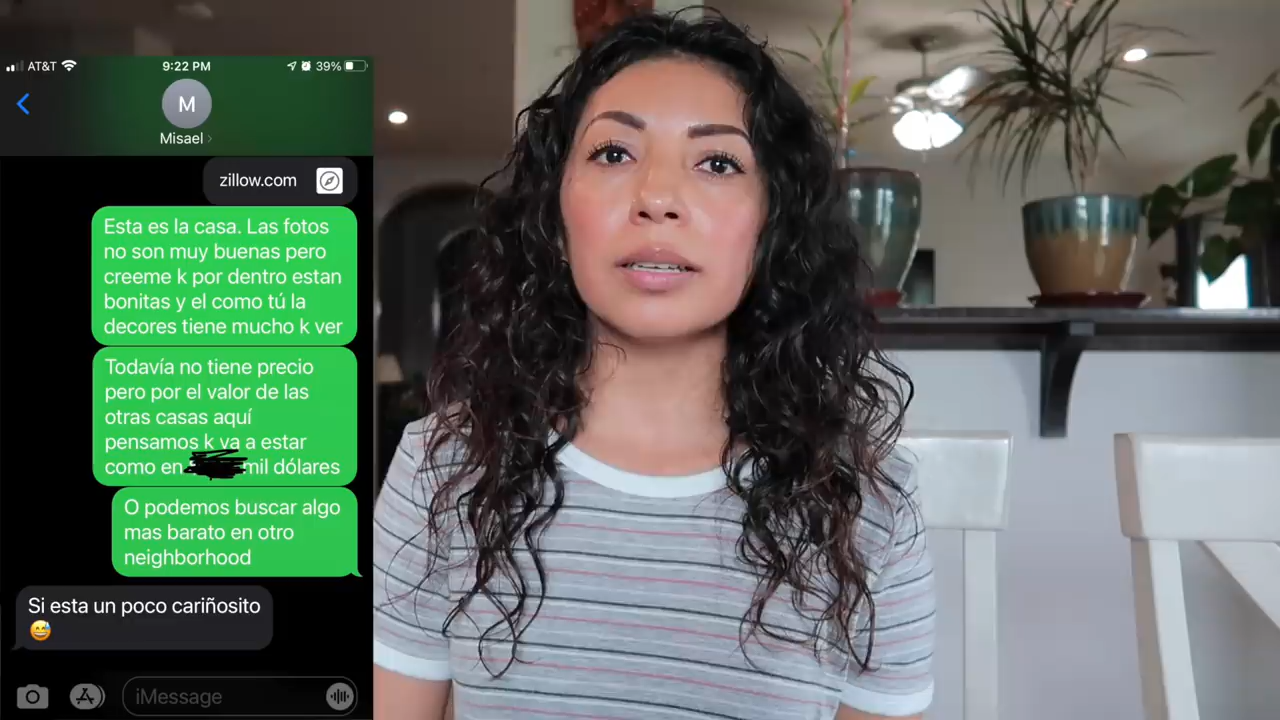 AT&T
9:22 PM
39%
M
Misael
zillow.com
Esta es la casa. Las fotos
no son muy buenas pero
creeme k por dentro estan
bonitas y el como tú la
decores tiene mucho k ver
Todavía no tiene precio
pero por el valor de las
otras casas aquí
pensamos k va a estar
como en mil dólares
O podemos buscar algo
mas barato en otro
neighborhood
Si esta un poco cariñosito
😅
iMessage